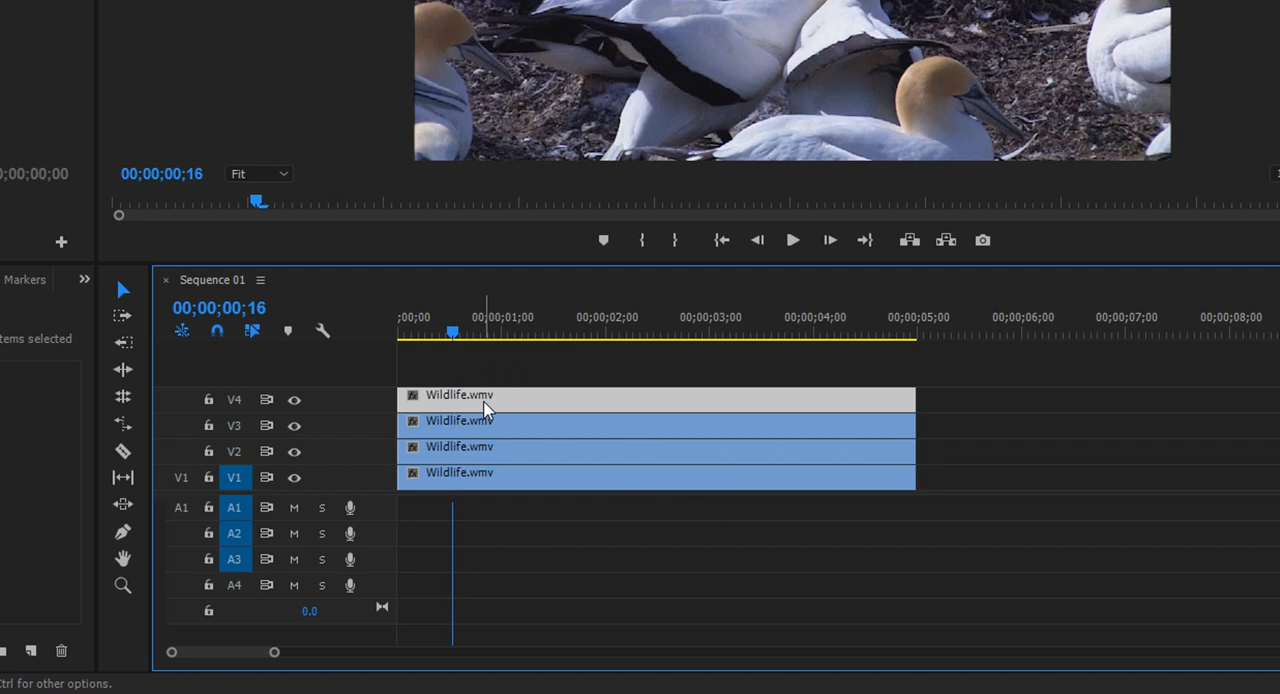 0;00;00;00
00;00;00;16
Fit
Markers
Sequence 01
00;00;00;16
;00;00
00;00;01;00
00;00;02;00
00;00;03;00
00;00;04;00
00;00;05;00
00;00;06;00
00;00;07;00
00;00;08;00
tems selected
V4
Wildlife.wmv
V3
Wildlife.wmv
V2
Wildlife.wmv
V1
V1
Wildlife.wmv
A1
A1
M
S
A2
M
S
A3
M
S
A4
M
S
0.0
Ctrl for other options.